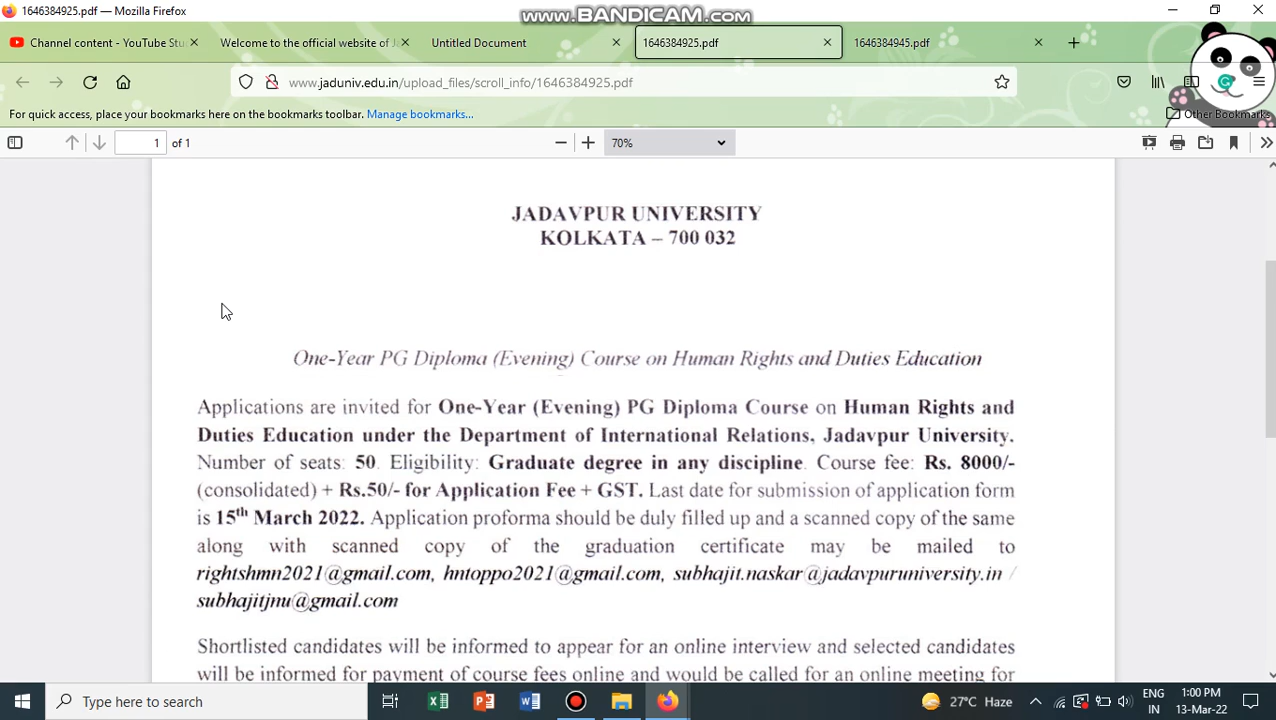 1646384925.pdf — Mozilla Firefox
www.BANDICAM.com
Channel content - YouTube Stu
Welcome to the official website of J
Untitled Document
1646384925.pdf
1646384945.pdf
www.jaduniv.edu.in/upload_files/scroll_info/1646384925.pdf
For quick access, place your bookmarks here on the bookmarks toolbar. Manage bookmarks...
Other Bookmarks
1 of 1
70%
JADAVPUR UNIVERSITY
KOLKATA – 700 032
One-Year PG Diploma (Evening) Course on Human Rights and Duties Education
Applications are invited for One-Year (Evening) PG Diploma Course on Human Rights and
Duties Education under the Department of International Relations, Jadavpur University.
Number of seats: 50. Eligibility: Graduate degree in any discipline. Course fee: Rs. 8000/-
(consolidated) + Rs.50/- for Application Fee + GST. Last date for submission of application form
is 15th March 2022. Application proforma should be duly filled up and a scanned copy of the same
along with scanned copy of the graduation certificate may be mailed to
rightshmn2021@gmail.com, hntoppo2021@gmail.com, subhajit.naskar@jadavpuruniversity.in /
subhajitjnu@gmail.com
Shortlisted candidates will be informed to appear for an online interview and selected candidates
will be informed for payment of course fees online and would be called for an online meeting for
Type here to search
27°C Haze
ENG
IN
1:00 PM
13-Mar-22